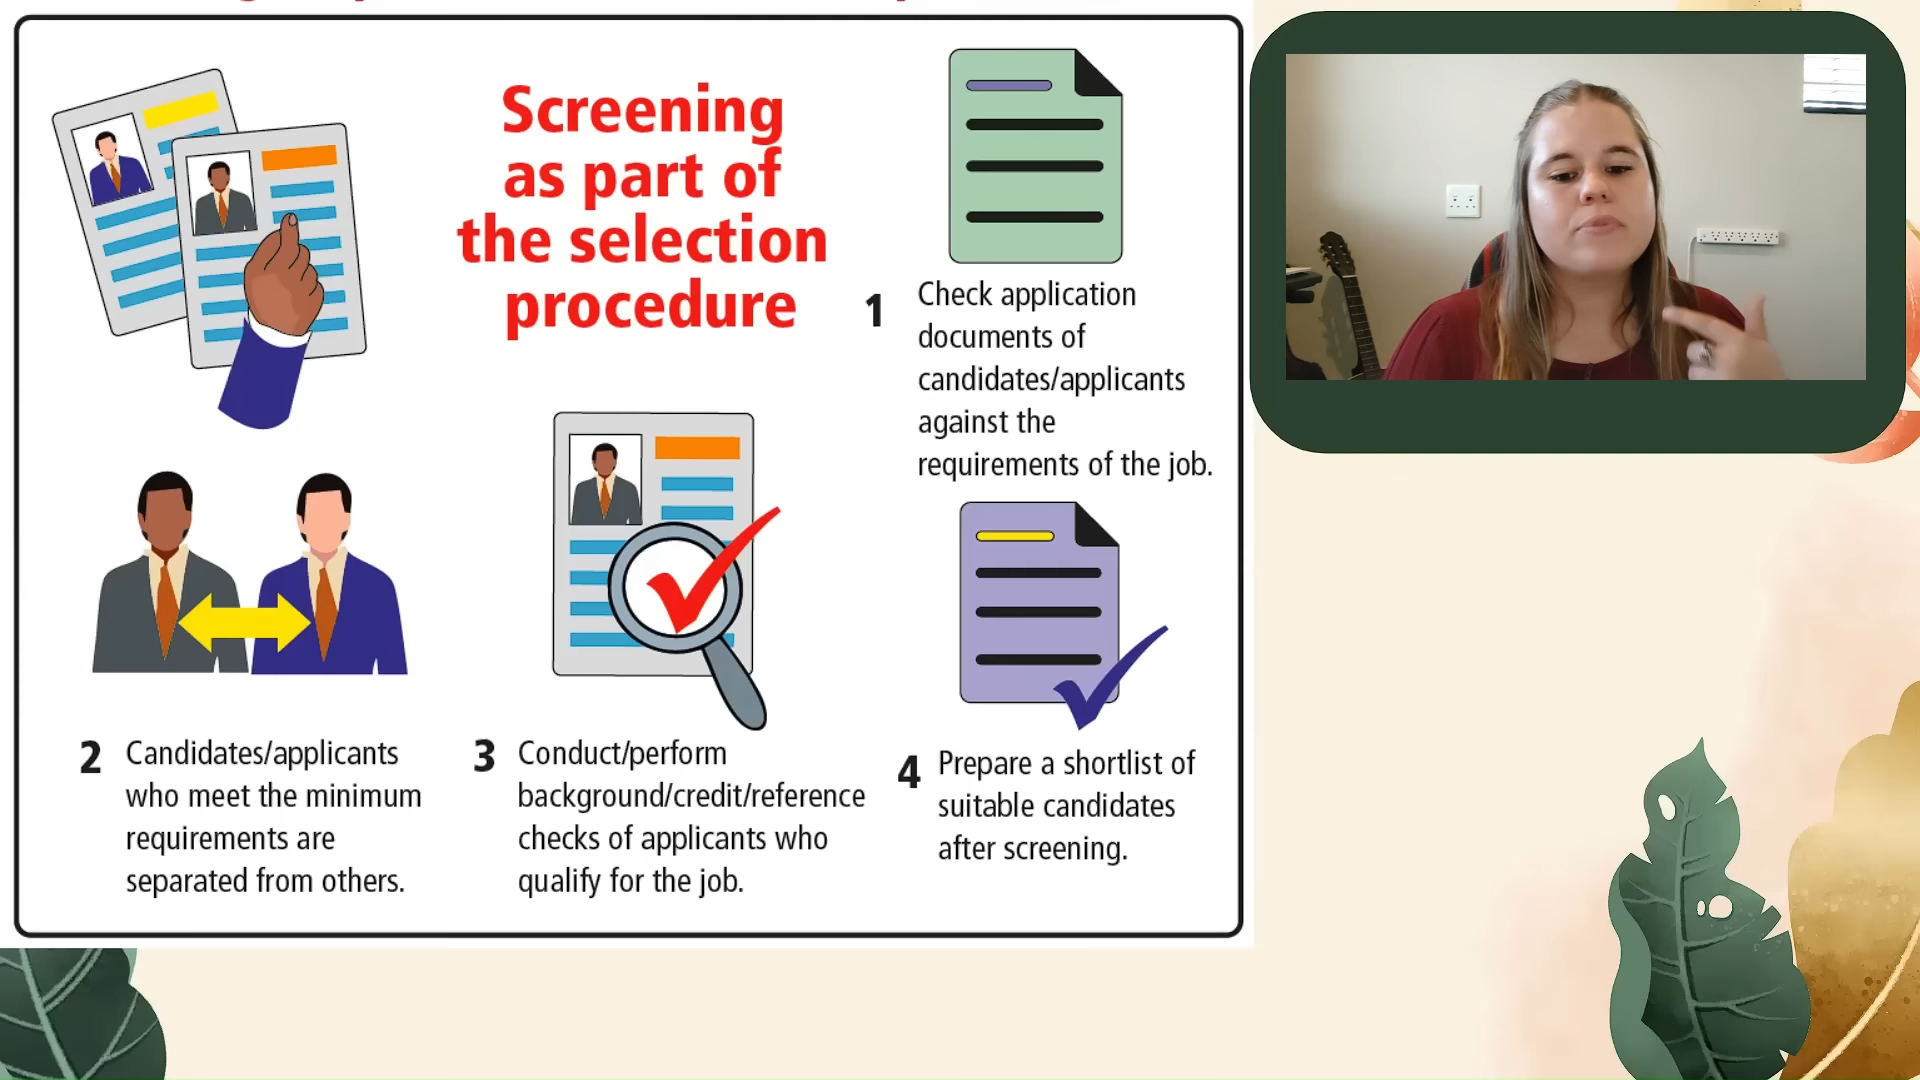 Screening
as part of
the selection
procedure
1 Check application
documents of
candidates/applicants
against the
requirements of the job.
2 Candidates/applicants
who meet the minimum
requirements are
separated from others.
3 Conduct/perform
background/credit/reference
checks of applicants who
qualify for the job.
4 Prepare a shortlist of
suitable candidates
after screening.